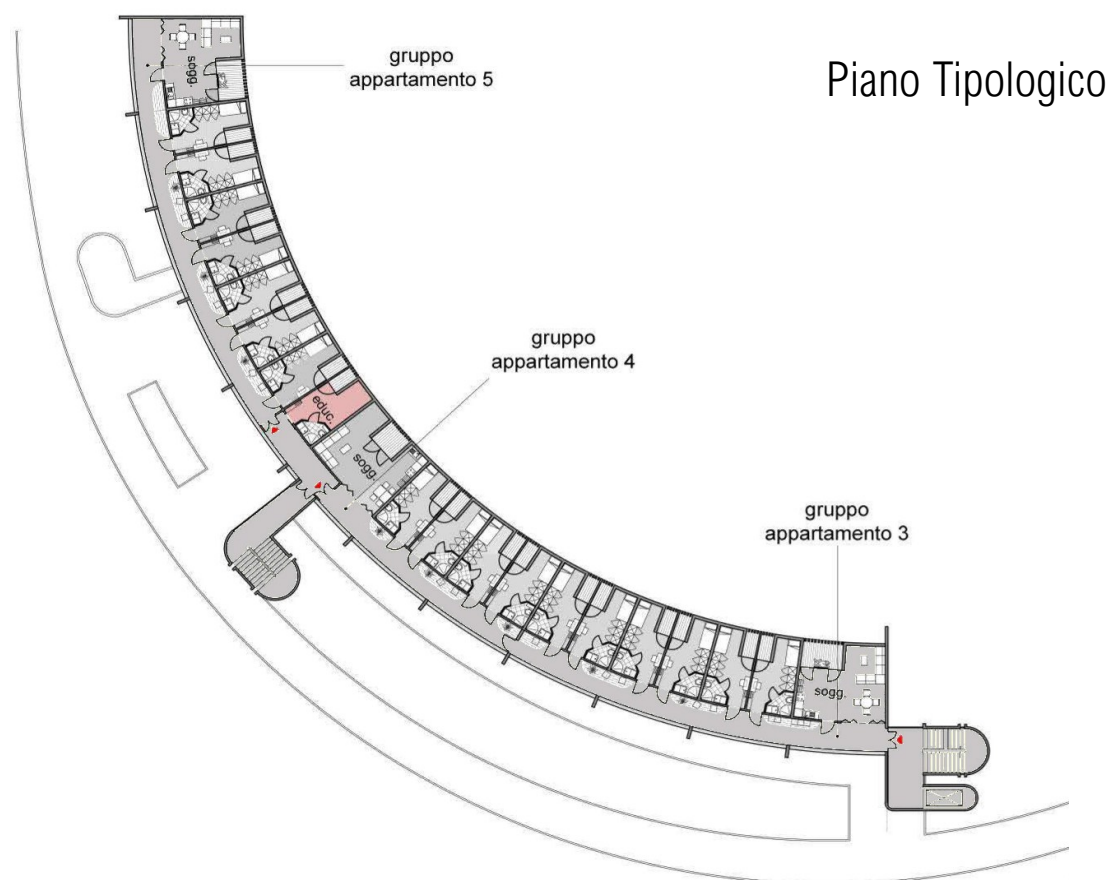 Piano Tipologico
gruppo
appartamento 5
sogg.
gruppo
appartamento 4
educ.
sogg.
gruppo
appartamento 3
sogg.